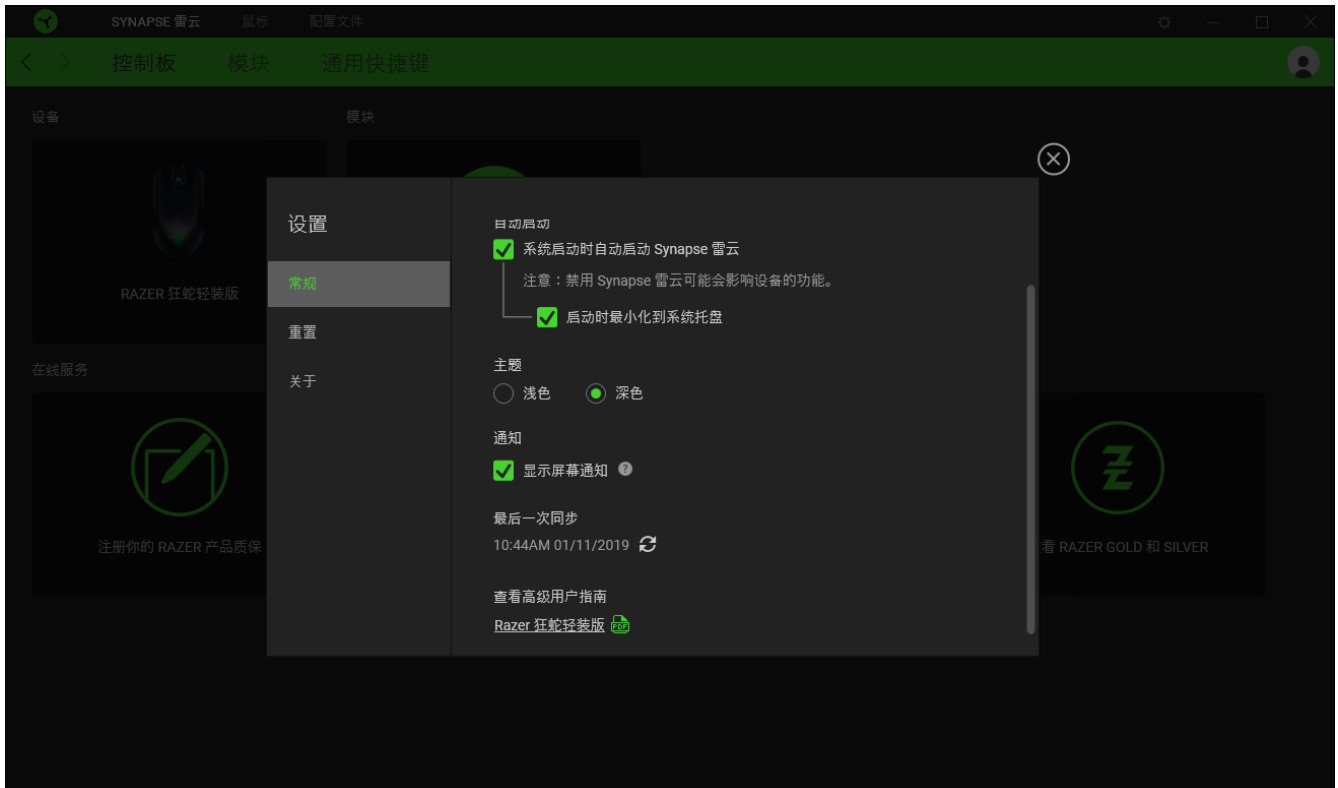 SYNAPSE 雷云 鼠标 配置文件
控制板 模块 通用快捷键
设备 模块
RAZER 狂蛇轻装版
在线服务
注册你的 RAZER 产品质保
看 RAZER GOLD 和 SILVER
设置
常规
重置
关于
自动启动
系统启动时自动启动 Synapse 雷云
注意：禁用 Synapse 雷云可能会影响设备的功能。
启动时最小化到系统托盘
主题
浅色 深色
通知
显示屏幕通知 ?
最后一次同步
10:44AM 01/11/2019
查看高级用户指南
Razer 狂蛇轻装版 PDF